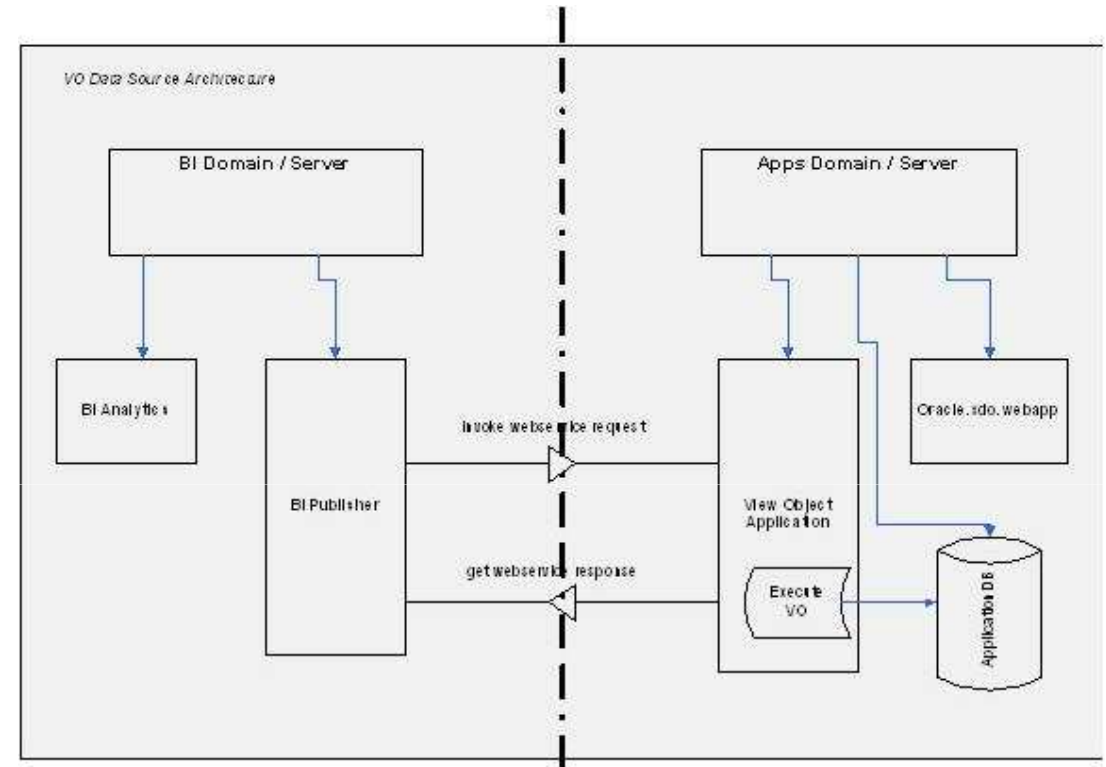 VO Data Source Architecture
BI Domain / Server
Apps Domain / Server
BI Analytics
Oracle.xdo.webapp
invoke webservice request
BI Publisher
View Object
Application
get webservice response
Execute
VO
Application DB